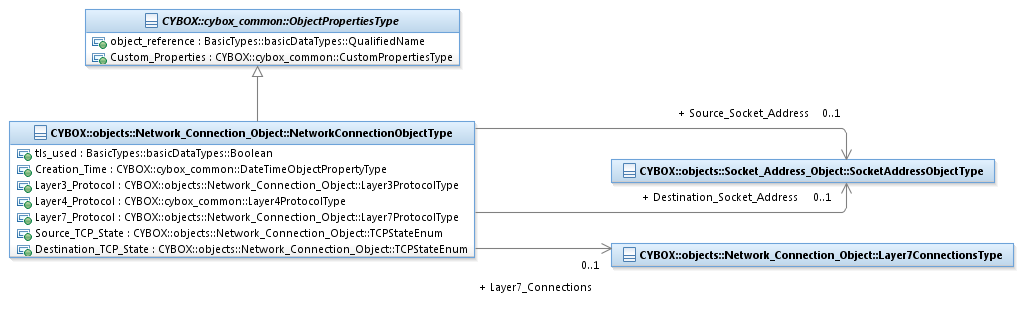 CYBOX::cybox_common::ObjectPropertiesType
object_reference : BasicTypes::basicDataTypes::QualifiedName
Custom_Properties : CYBOX::cybox_common::CustomPropertiesType
CYBOX::objects::Network_Connection_Object::NetworkConnectionObjectType
tls_used : BasicTypes::basicDataTypes::Boolean
Creation_Time : CYBOX::cybox_common::DateTimeObjectPropertyType
Layer3_Protocol : CYBOX::objects::Network_Connection_Object::Layer3ProtocolType
Layer4_Protocol : CYBOX::cybox_common::Layer4ProtocolType
Layer7_Protocol : CYBOX::objects::Network_Connection_Object::Layer7ProtocolType
Source_TCP_State : CYBOX::objects::Network_Connection_Object::TCPStateEnum
Destination_TCP_State : CYBOX::objects::Network_Connection_Object::TCPStateEnum
+ Source_Socket_Address 0..1
CYBOX::objects::Socket_Address_Object::SocketAddressObjectType
+ Destination_Socket_Address 0..1
CYBOX::objects::Network_Connection_Object::Layer7ConnectionsType
0..1
+ Layer7_Connections